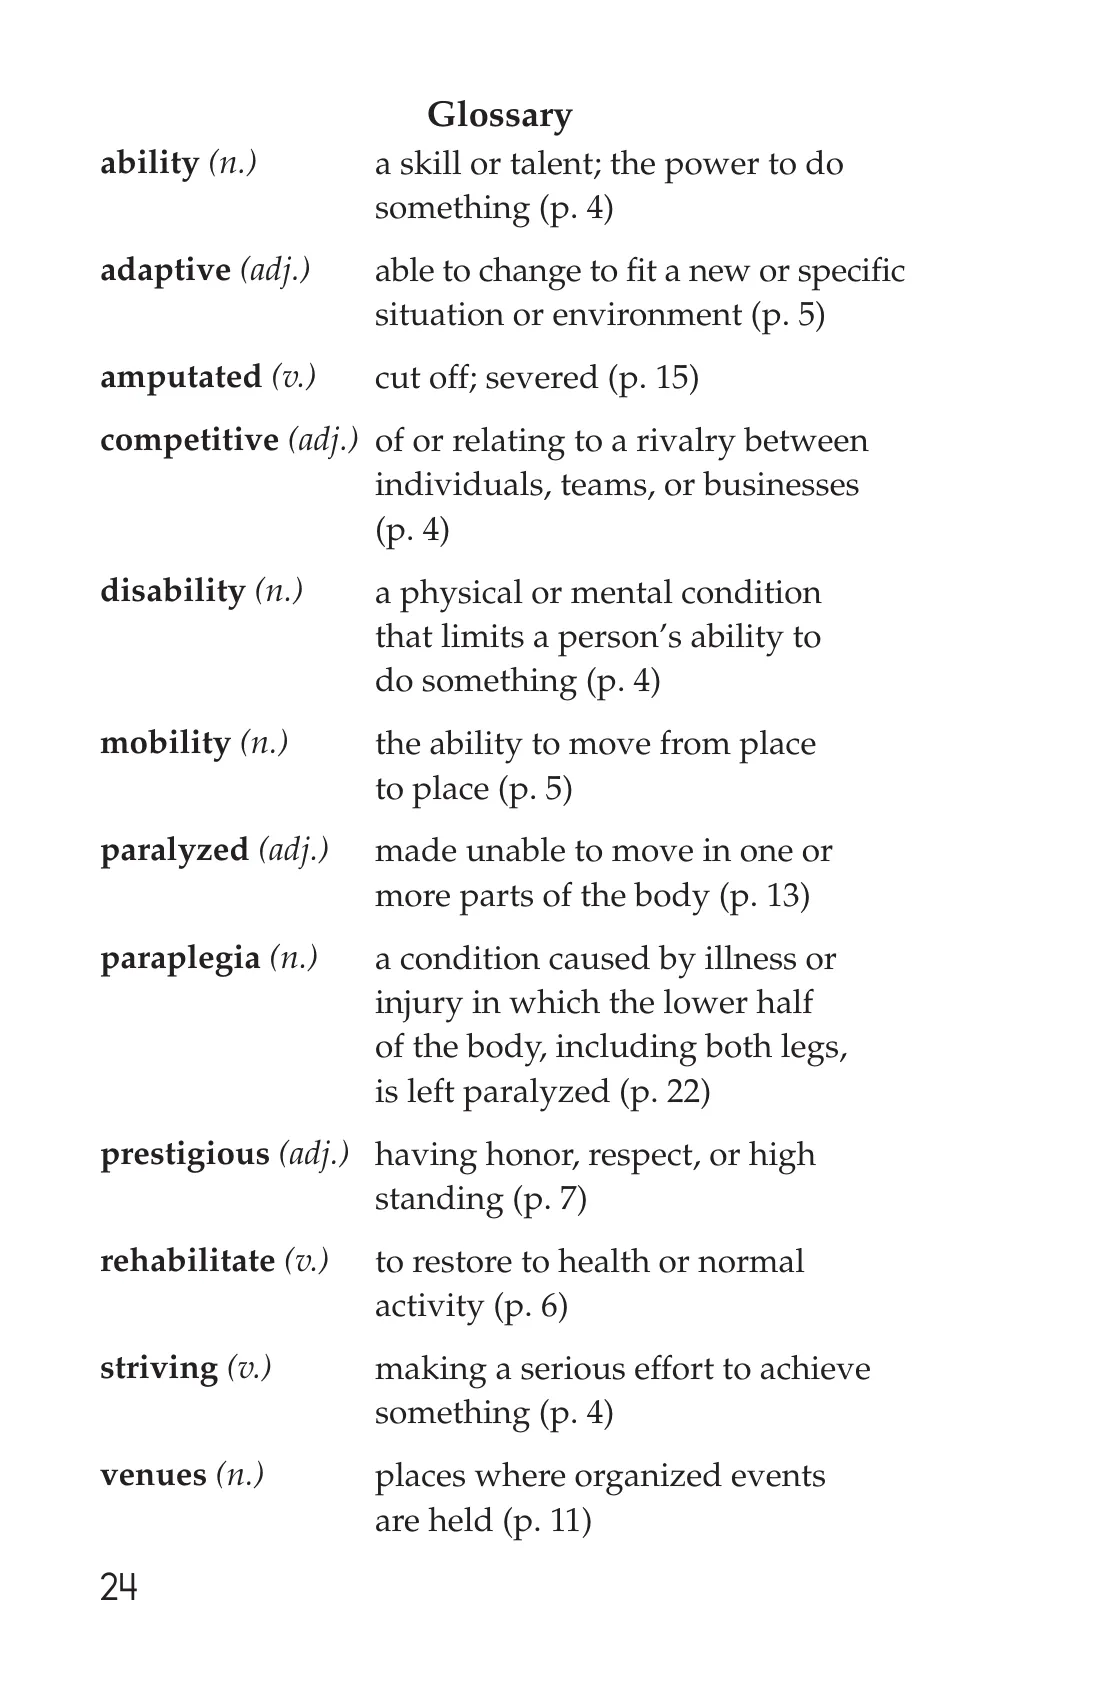 Glossary
ability (n.) a skill or talent; the power to do
something (p. 4)
adaptive (adj.) able to change to fit a new or specific
situation or environment (p. 5)
amputated (v.) cut off; severed (p. 15)
competitive (adj.) of or relating to a rivalry between
individuals, teams, or businesses
(p. 4)
disability (n.) a physical or mental condition
that limits a person's ability to
do something (p. 4)
mobility (n.) the ability to move from place
to place (p. 5)
paralyzed (adj.) made unable to move in one or
more parts of the body (p. 13)
paraplegia (n.) a condition caused by illness or
injury in which the lower half
of the body, including both legs,
is left paralyzed (p. 22)
prestigious (adj.) having honor, respect, or high
standing (p. 7)
rehabilitate (v.) to restore to health or normal
activity (p. 6)
striving (v.) making a serious effort to achieve
something (p. 4)
venues (n.) places where organized events
are held (p. 11)
24